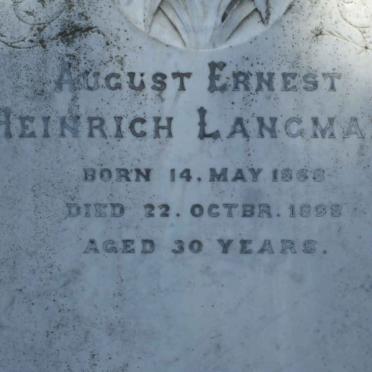 AUGUST ERNEST
HEINRICH LANGMA
BORN 14. MAY 1868
DIED 22. OCTBR. 1898
AGED 30 YEARS.